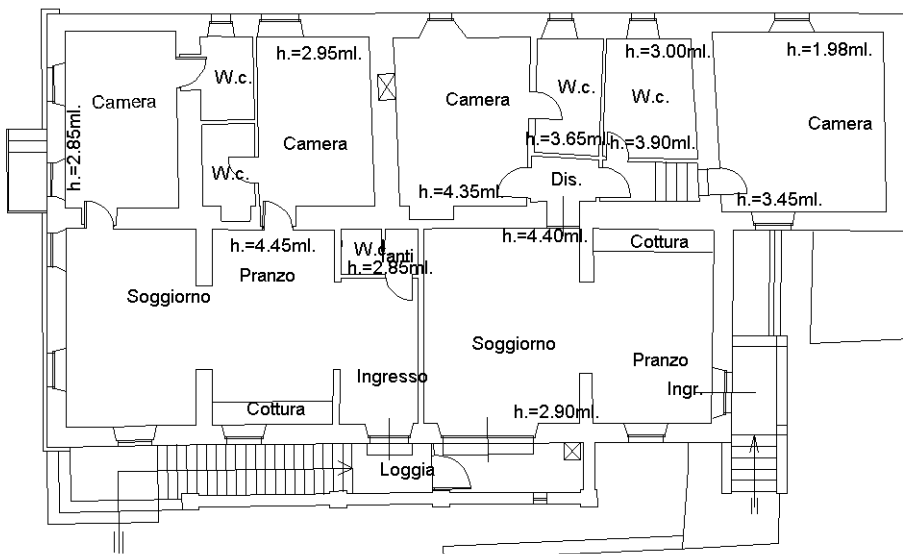 h.=2.95ml.
h.=3.00ml.
h.=1.98ml.
W.c.
W.c.
W.c.
Camera
Camera
Camera
h.=2.85ml.
h.=3.65ml.
h.=3.90ml.
Camera
Camera
W.c.
Dis.
h.=4.35ml.
h.=3.45ml.
h.=4.45ml.
W.c.
h.=4.40ml.
Cottura
h.=2.85ml.
Pranzo
Soggiorno
Soggiorno
Pranzo
Ingresso
Ingr.
Cottura
h.=2.90ml.
Loggia